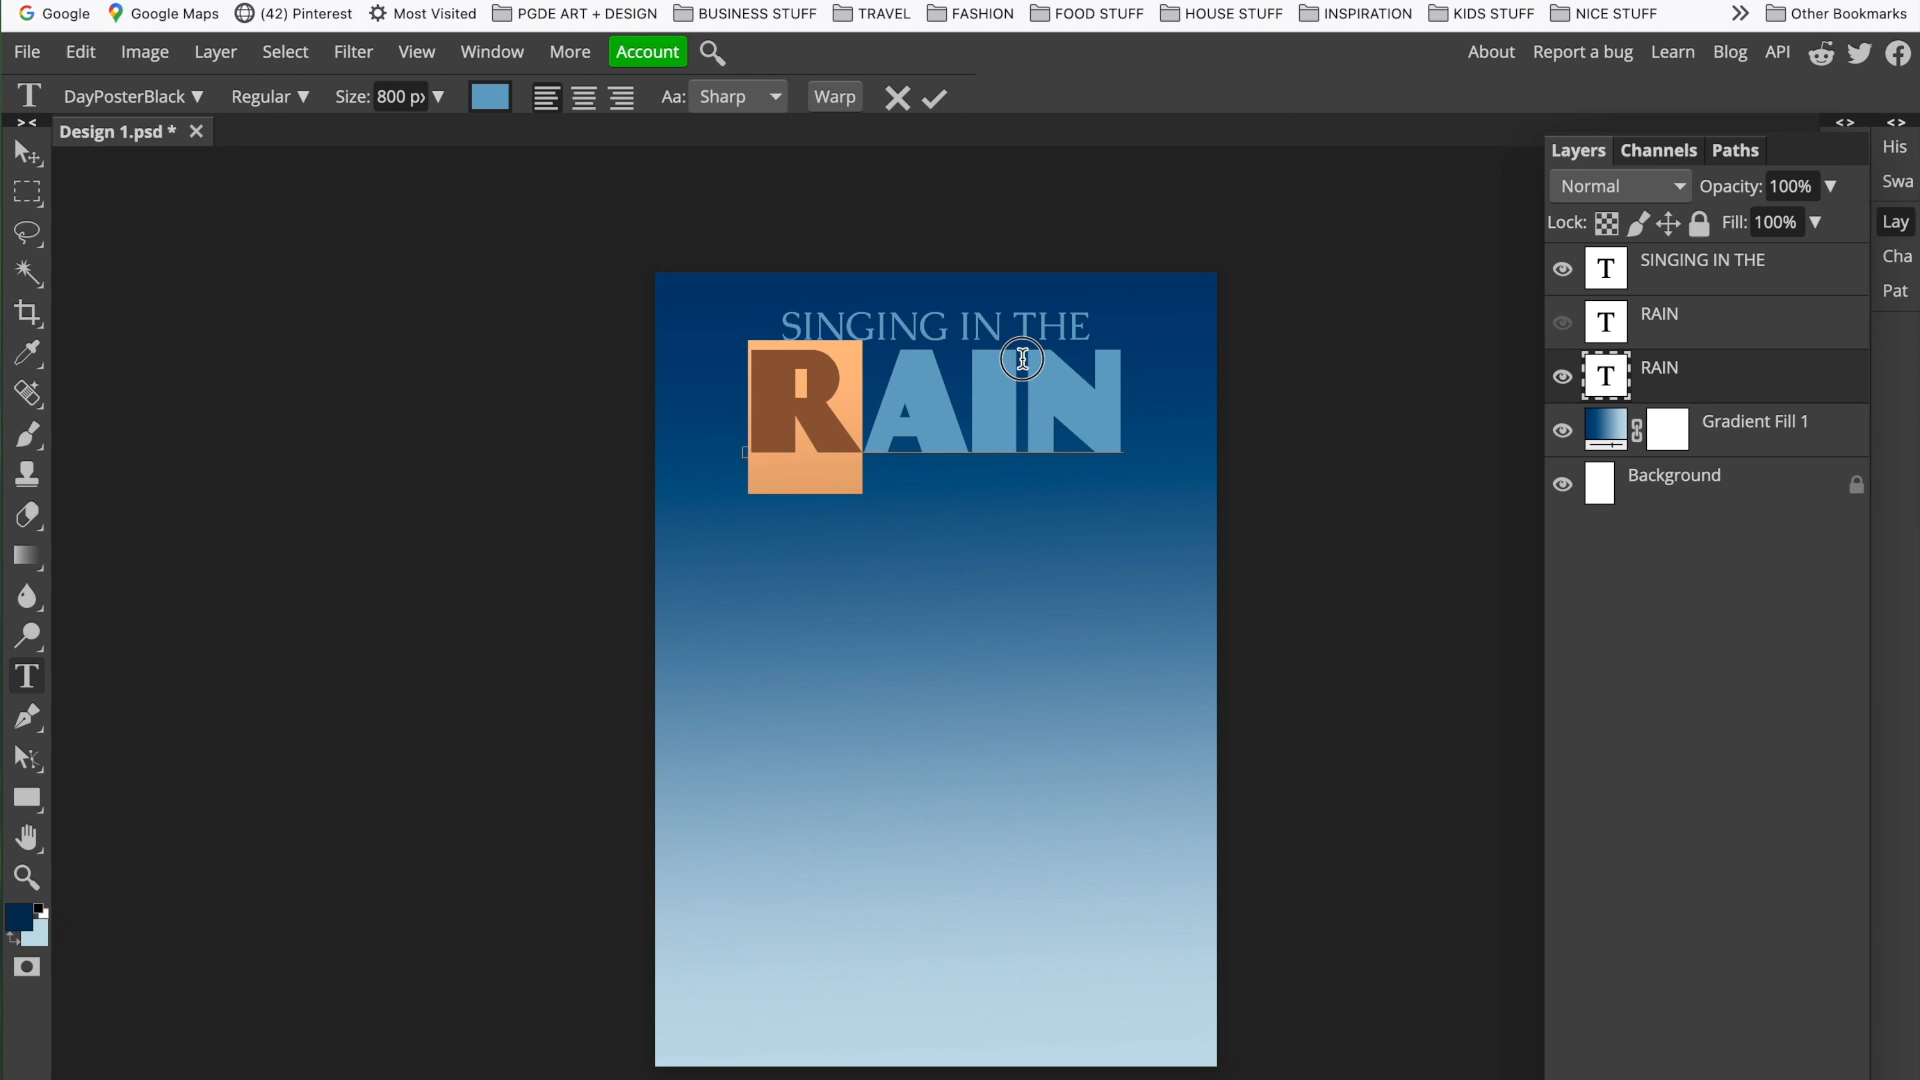 Google Google Maps (42) Pinterest Most Visited PGDE ART + DESIGN BUSINESS STUFF TRAVEL FASHION FOOD STUFF HOUSE STUFF INSPIRATION KIDS STUFF NICE STUFF Other Bookmarks
File Edit Image Layer Select Filter View Window More Account About Report a bug Learn Blog API
DayPosterBlack Regular Size: 800 px Aa: Sharp Warp
Design 1.psd *
Layers Channels Paths His
Normal Opacity: 100% Swa
Lock: Fill: 100% Lay
SINGING IN THE Cha
Pat
RAIN
RAIN
Gradient Fill 1
Background
SINGING IN THE
RAIN